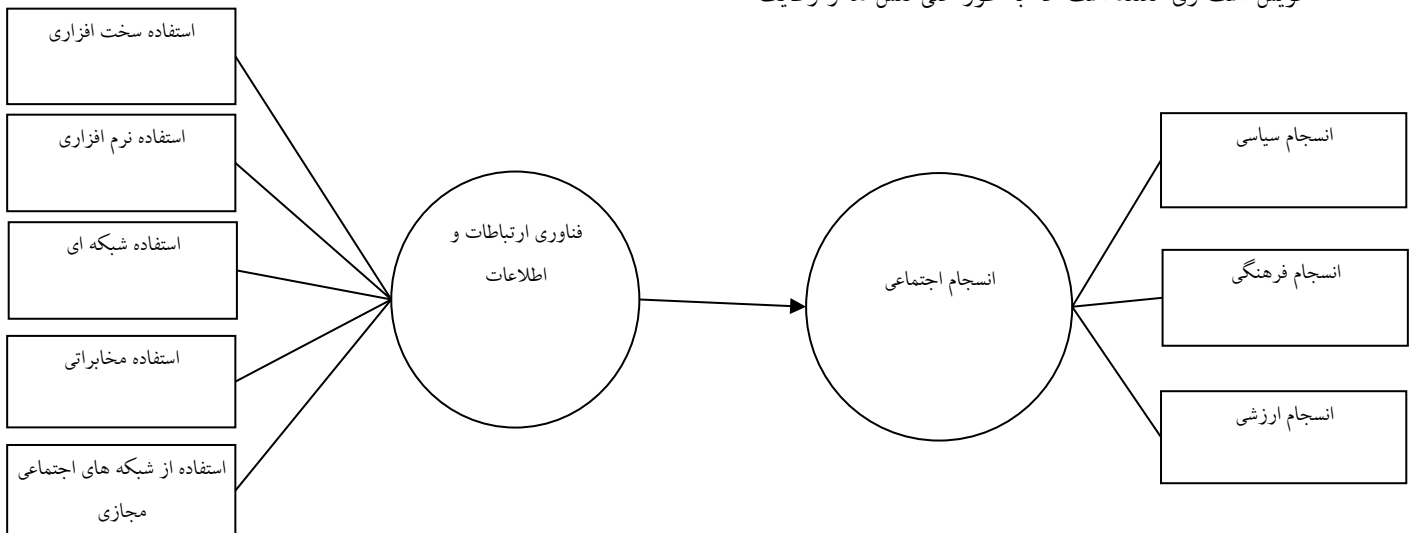 استفاده سخت افزاری
استفاده نرم افزاری
استفاده شبکه ای
استفاده مخابراتی
استفاده از شبکه های اجتماعی
مجازی
فناوری ارتباطات و
اطلاعات
انسجام اجتماعی
انسجام سیاسی
انسجام فرهنگی
انسجام ارزشی